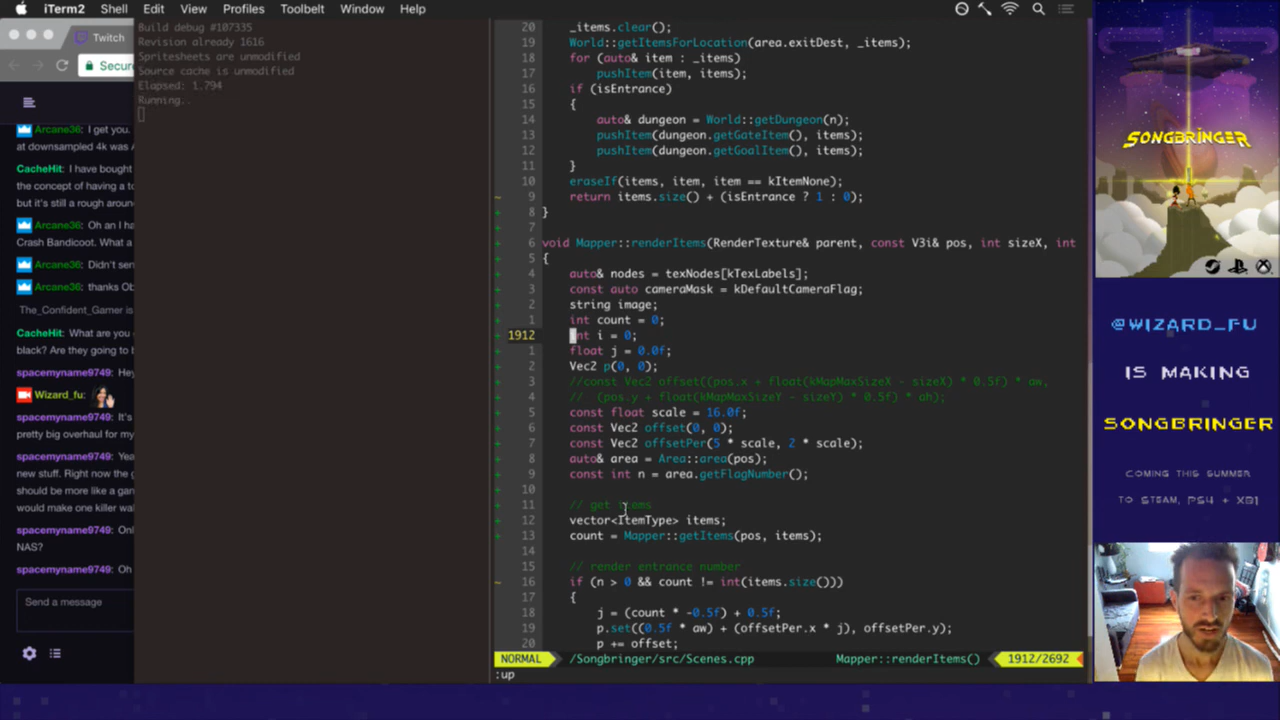 iTerm2 Shell Edit View Profiles Toolbelt Window Help
Twitch
Secure
Arcane36: I get you.
at downsampled 4k was
CacheHit: I have bought
the concept of having a to
but it's still a rough aroun
Arcane36: Oh an I ha
Crash Bandicoot. What a
Arcane36: Didn't sen
Arcane36: thanks Ob
The_Confident_Gamer is
CacheHit: What are you
black? Are they going to b
spacemyname9749: Hey
Wizard_fu:
spacemyname9749: It's
pretty big overhaul for my
spacemyname9749: Yea
new stuff. Right now the g
should be more like a gan
would make one killer wal
spacemyname9749: Onl
NAS?
spacemyname9749: Oh
Send a message
Build debug #107335
Revision already 1616
Spritesheets are unmodified
Source cache is unmodified
Elapsed: 1.794
Running..
20 _items.clear();
19 World::getItemsForLocation(area.exitDest, _items);
18 for (auto& item : _items)
17 pushItem(item, items);
16 if (isEntrance)
15 {
14 auto& dungeon = World::getDungeon(n);
13 pushItem(dungeon.getGateItem(), items);
12 pushItem(dungeon.getGoalItem(), items);
11 }
10 eraseIf(items, item, item == kItemNone);
~ 9 return items.size() + (isEntrance ? 1 : 0);
+ 8 }
+ 7
+ 6 void Mapper::renderItems(RenderTexture& parent, const V3i& pos, int sizeX, int
+ 5 {
+ 4 auto& nodes = texNodes[kTexLabels];
+ 3 const auto cameraMask = kDefaultCameraFlag;
+ 2 string image;
+ 1 int count = 0;
+ 1912 int i = 0;
+ 1 float j = 0.0f;
+ 2 Vec2 p(0, 0);
+ 3 //const Vec2 offset((pos.x + float(kMapMaxSizeX - sizeX) * 0.5f) * aw,
+ 4 // (pos.y + float(kMapMaxSizeY - sizeY) * 0.5f) * ah);
+ 5 const float scale = 16.0f;
+ 6 const Vec2 offset(0, 0);
+ 7 const Vec2 offsetPer(5 * scale, 2 * scale);
+ 8 auto& area = Area::area(pos);
+ 9 const int n = area.getFlagNumber();
+ 10
+ 11 // get items
+ 12 vector<ItemType> items;
+ 13 count = Mapper::getItems(pos, items);
14
15 // render entrance number
~ 16 if (n > 0 && count != int(items.size()))
17 {
18 j = (count * -0.5f) + 0.5f;
19 p.set((0.5f * aw) + (offsetPer.x * j), offsetPer.y);
20 p += offset;
NORMAL /Songbringer/src/Scenes.cpp Mapper::renderItems() 1912/2692
:up
SONGBRINGER
@WIZARD_FU
IS MAKING
SONGBRINGER
COMING THIS SUMMER
TO STEAM, PS4 + XB1